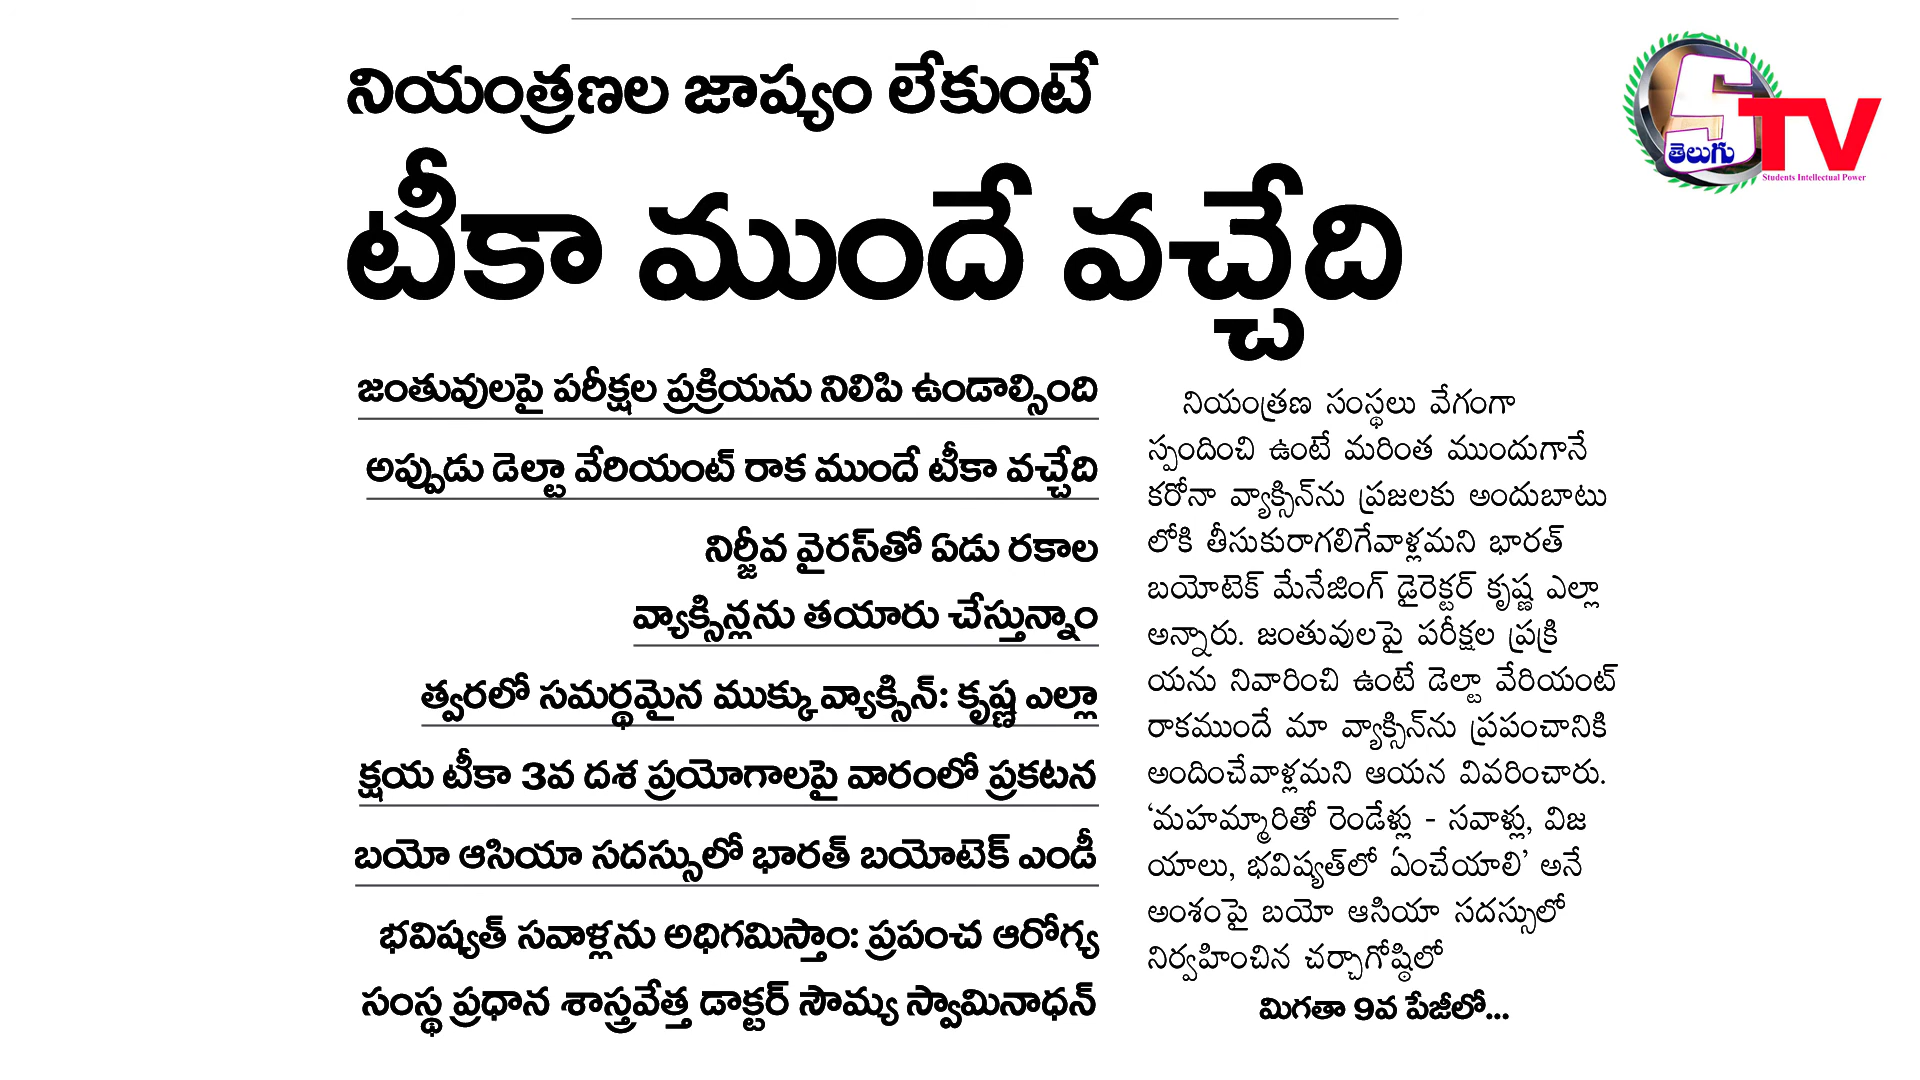 నియంత్రణల జాప్యం లేకుంటే
టీకా ముందే వచ్చేది
జంతువులపై పరీక్షల ప్రక్రియను నిలిపి ఉండాల్సింది
అప్పుడు డెల్టా వేరియంట్ రాక ముందే టీకా వచ్చేది
నిర్జీవ వైరస్‌తో ఏడు రకాల
వ్యాక్సిన్లను తయారు చేస్తున్నాం
త్వరలో సమర్థమైన ముక్కు వ్యాక్సిన్: కృష్ణ ఎల్లా
క్షయ టీకా 3వ దశ ప్రయోగాలపై వారంలో ప్రకటన
బయో ఆసియా సదస్సులో భారత్ బయోటెక్ ఎండీ
భవిష్యత్ సవాళ్లను అధిగమిస్తాం: ప్రపంచ ఆరోగ్య
సంస్థ ప్రధాన శాస్త్రవేత్త డాక్టర్ సౌమ్య స్వామినాధన్
నియంత్రణ సంస్థలు వేగంగా
స్పందించి ఉంటే మరింత ముందుగానే
కరోనా వ్యాక్సిన్‌ను ప్రజలకు అందుబాటు
లోకి తీసుకురాగలిగేవాళ్లమని భారత్
బయోటెక్ మేనేజింగ్ డైరెక్టర్ కృష్ణ ఎల్లా
అన్నారు. జంతువులపై పరీక్షల ప్రక్రి
యను నివారించి ఉంటే డెల్టా వేరియంట్
రాకముందే మా వ్యాక్సిన్‌ను ప్రపంచానికి
అందించేవాళ్లమని ఆయన వివరించారు.
‘మహమ్మారితో రెండేళ్లు - సవాళ్లు, విజ
యాలు, భవిష్యత్‌లో ఏంచేయాలి’ అనే
అంశంపై బయో ఆసియా సదస్సులో
నిర్వహించిన చర్చాగోష్ఠిలో
మిగతా 9వ పేజీలో...
S TV
తెలుగు
Students Intellectual Power